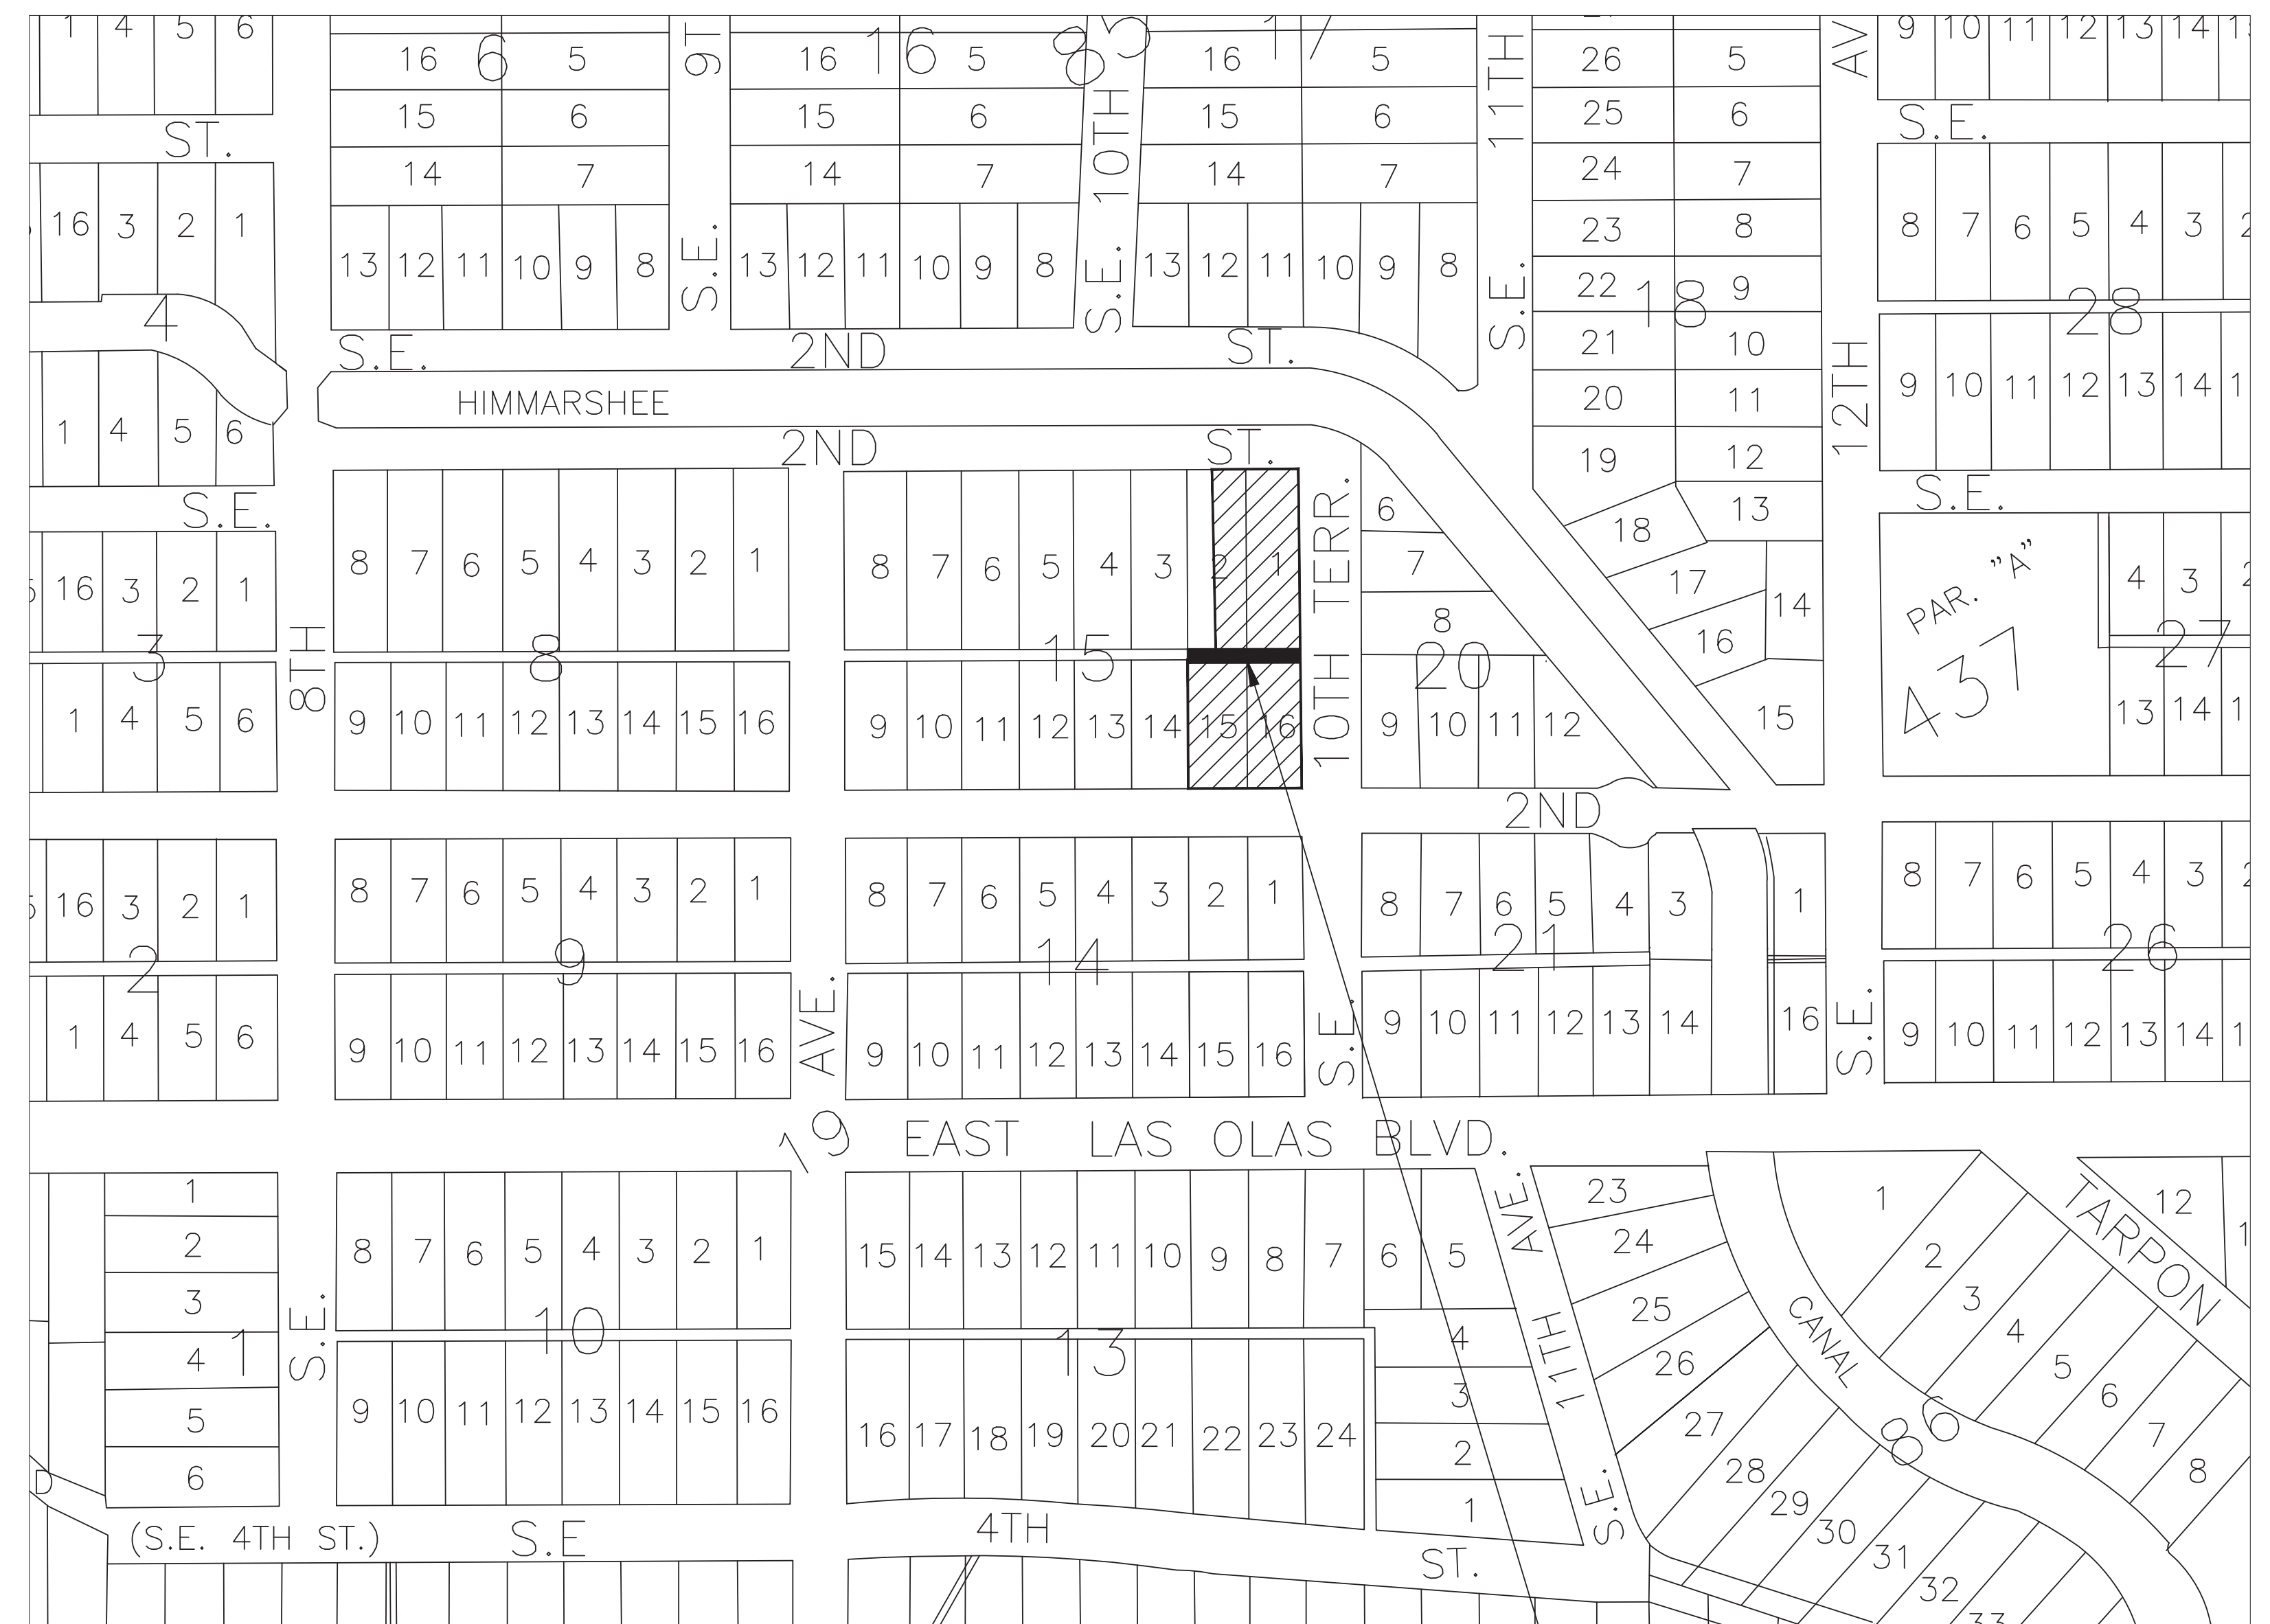 1 4 5 6
16 6 5
9T
16 16 5
83
17
16 5
11TH
26 5
AV
9 10 11 12 13 14
ST.
15 6
15 6
10TH
15 6
25 6
S.E.
14 7
14 7
14 7
24 7
16 3 2 1
23 8
8 7 6 5 4 3
13 12 11 10 9 8
S.E.
13 12 11 10 9 8
S.E.
13 12 11 10 9 8
S.E.
22 18 9
28
4
S.E. 2ND ST.
21 10
12TH
HIMMARSHEE
20 11
9 10 11 12 13 14 1
1 4 5 6
2ND ST.
19 12
S.E.
S.E.
6
18 13
8 7 6 5 4 3 2 1
8 7 6 5 4 3 2 1
10TH TERR.
7
17 14
PAR. "A"
437
4 3
16 3 2 1
3
8TH
8
15
8
20
16
27
1 4 5 6
9 10 11 12 13 14 15 16
9 10 11 12 13 14 15 16
9 10 11 12
15
13 14 1
2ND
16 3 2 1
8 7 6 5 4 3 2 1
8 7 6 5 4 3 2 1
8 7 6 5 4 3 1
8 7 6 5 4 3
2
9
14
21
26
1 4 5 6
9 10 11 12 13 14 15 16
AVE.
9 10 11 12 13 14 15 16
S.E.
9 10 11 12 13 14 16
S.E.
9 10 11 12 13 14 1
19
EAST LAS OLAS BLVD.
1
2
3
4
1
5
6
S.E.
8 7 6 5 4 3 2 1
10
9 10 11 12 13 14 15 16
15 14 13 12 11 10 9 8 7 6 5
13
16 17 18 19 20 21 22 23 24
4
3
2
1
AVE.
11TH
S.E.
23
24
25
26
27
28
29
30
31
32
33
CANAL
86
1
2
3
4
5
6
7
8
TARPON
12
1
D
(S.E. 4TH ST.) S.E 4TH ST.